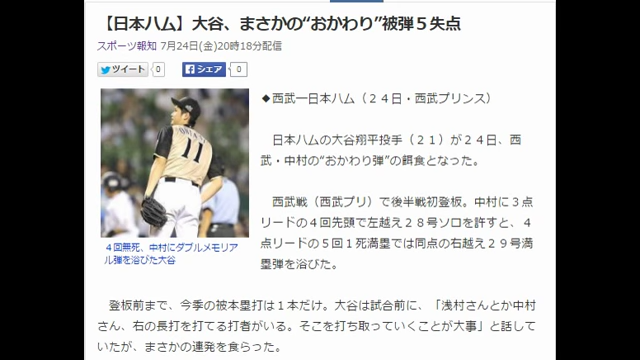 【日本ハム】大谷、まさかの“おかわり”被弾５失点
スポーツ報知 7月24日(金)20時18分配信
ツイート 0 シェア 0
◆西武―日本ハム（２４日・西武プリンス）
日本ハムの大谷翔平投手（２１）が２４日、西
武・中村の“おかわり弾”の餌食となった。
西武戦（西武プリ）で後半戦初登板。中村に３点
リードの４回先頭で左越え２８号ソロを許すと、４
点リードの５回１死満塁では同点の右越え２９号満
塁弾を浴びた。
11
４回無死、中村にダブルメモリア
ル弾を浴びた大谷
登板前まで、今季の被本塁打は１本だけ。大谷は試合前に、「浅村さんとか中村
さん、右の長打を打てる打者がいる。そこを打ち取っていくことが大事」と話して
いたが、まさかの連発を食らった。